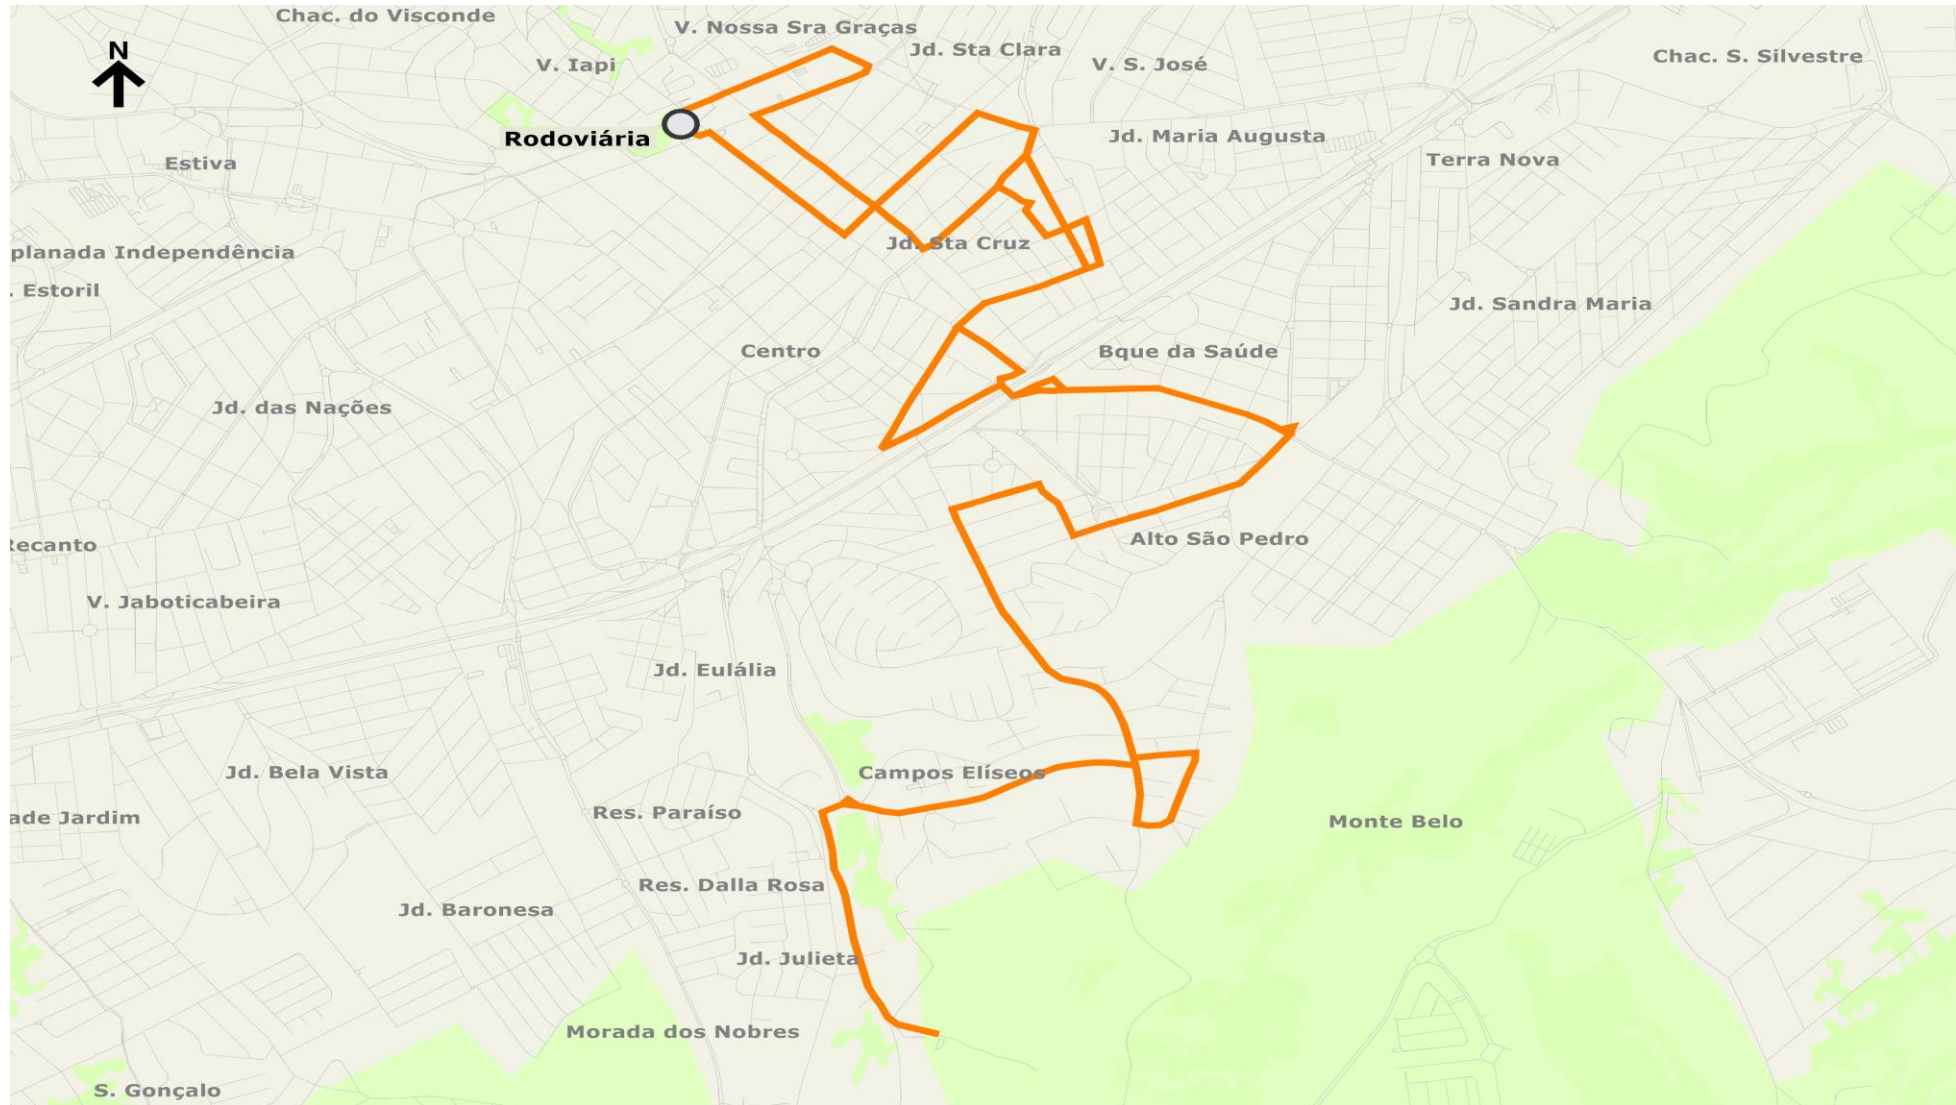 Chac. do Visconde
V. Nossa Sra Graças
N
V. Iapi
Jd. Sta Clara
V. S. José
Chac. S. Silvestre
Rodoviária
Jd. Maria Augusta
Estiva
Terra Nova
planada Independência
Jd. Sta Cruz
. Estoril
Jd. Sandra Maria
Centro
Bque da Saúde
Jd. das Nações
Recanto
Alto São Pedro
V. Jaboticabeira
Jd. Eulália
Jd. Bela Vista
Campos Elíseos
ade Jardim
Res. Paraíso
Monte Belo
Res. Dalla Rosa
Jd. Baronesa
Jd. Julieta
Morada dos Nobres
S. Gonçalo